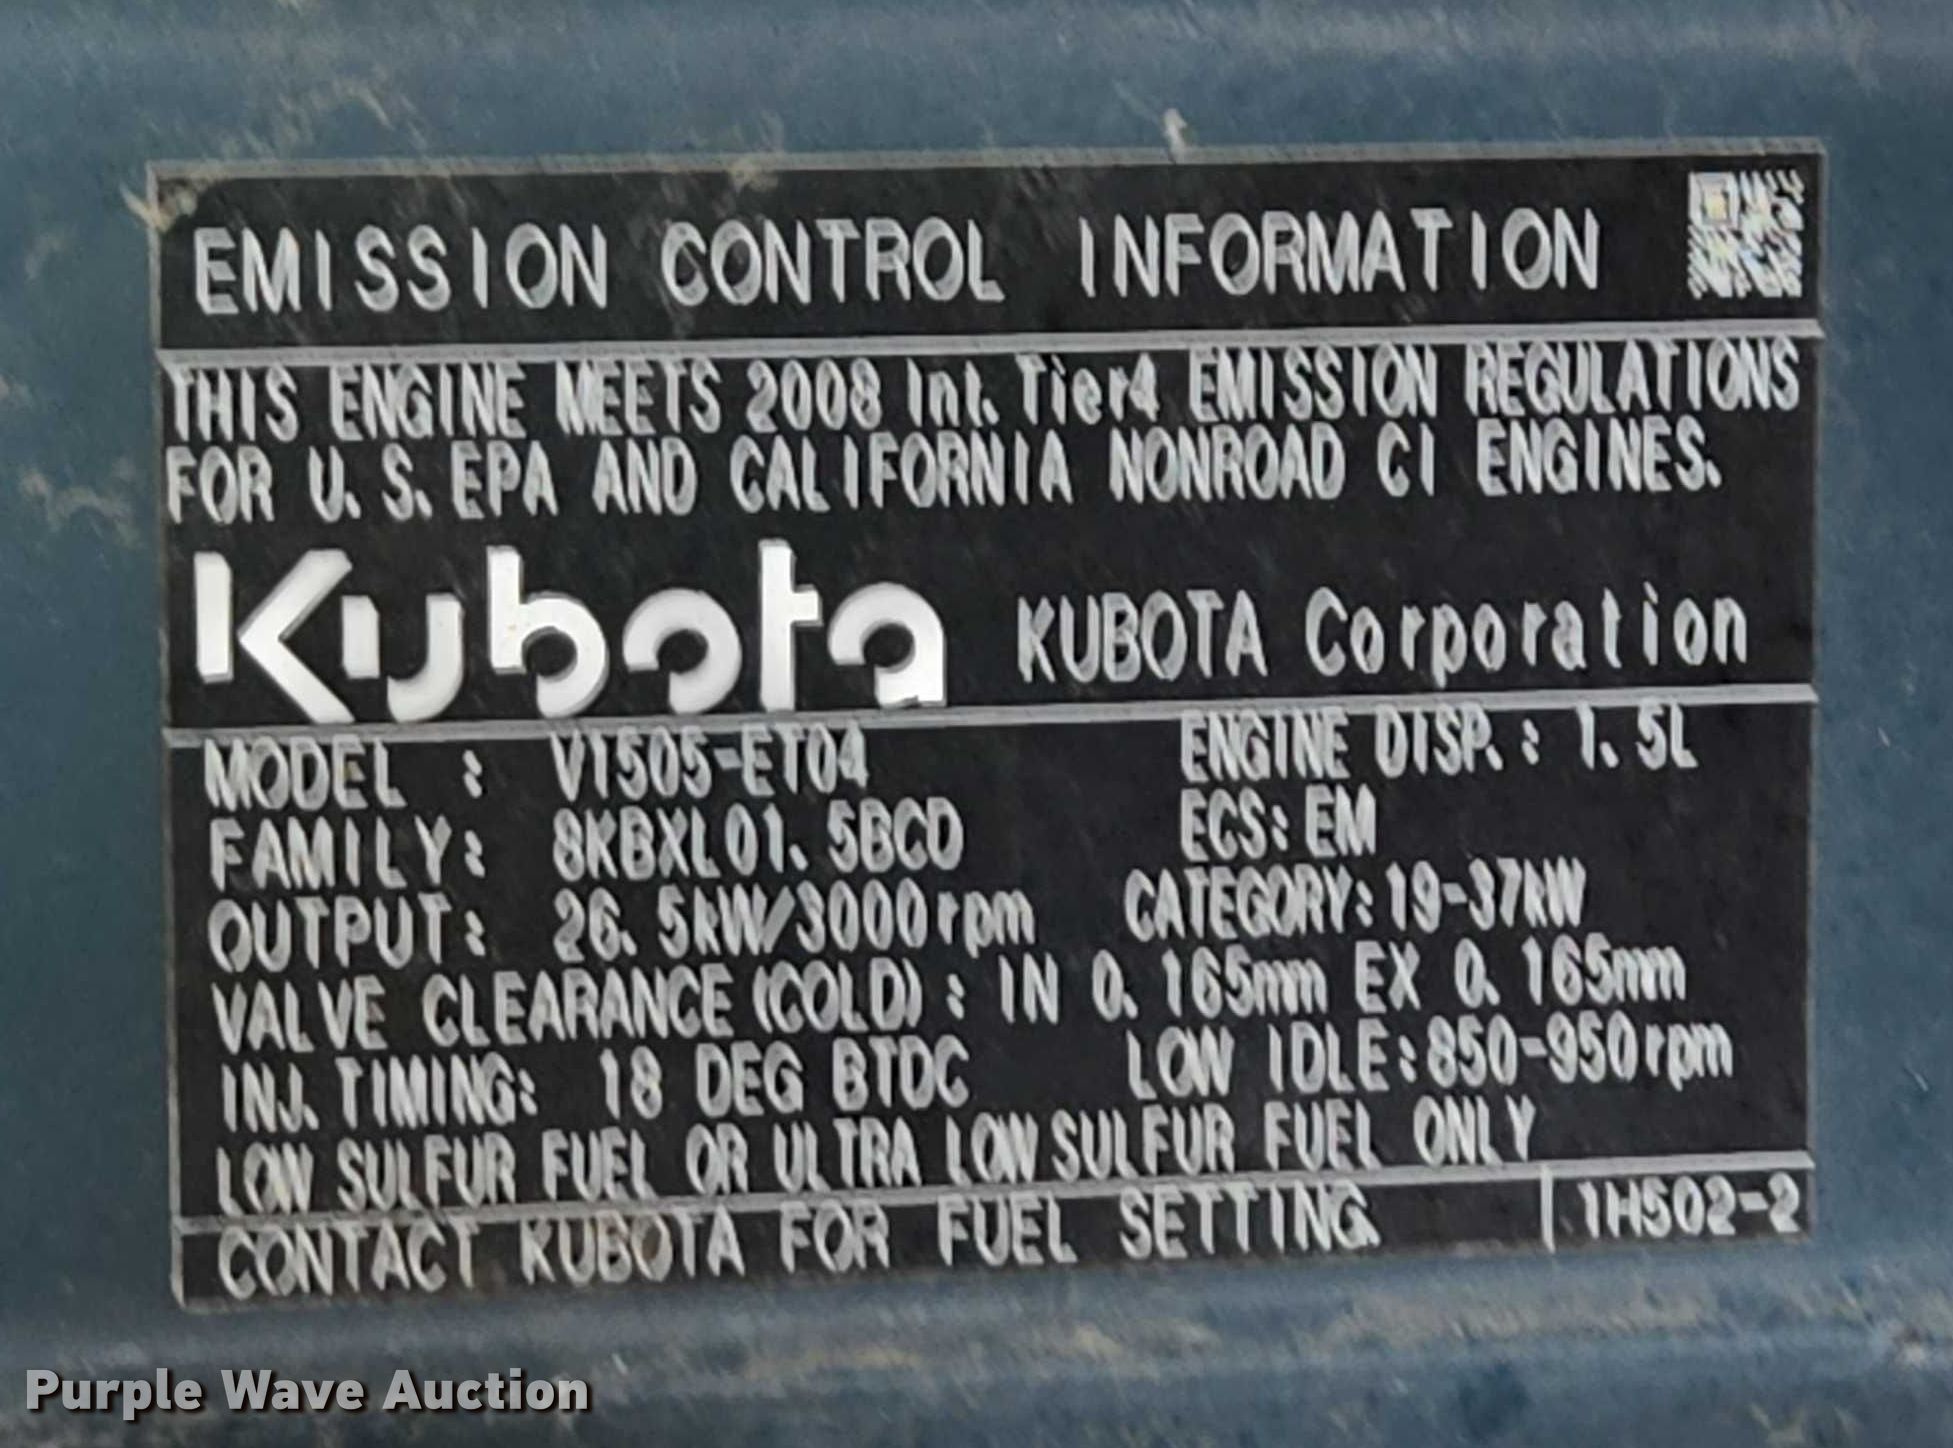 EMISSION CONTROL INFORMATION
THIS ENGINE MEETS 2008 Int. Tier4 EMISSION REGULATIONS
FOR U.S.EPA AND CALIFORNIA NONROAD CI ENGINES.
Kubota KUBOTA Corporation
MODEL : V1505-ET04 ENGINE DISP.: 1.5L
FAMILY: 8KBXL01.5BCD ECS: EM
OUTPUT: 26.5kW/3000rpm CATEGORY:19-37kW
VALVE CLEARANCE(COLD): IN 0.165mm EX 0.165mm
INJ. TIMING: 18 DEG BTDC LOW IDLE:850-950rpm
LOW SULFUR FUEL OR ULTRA LOW SULFUR FUEL ONLY
CONTACT KUBOTA FOR FUEL SETTING. 1H502-2
Purple Wave Auction